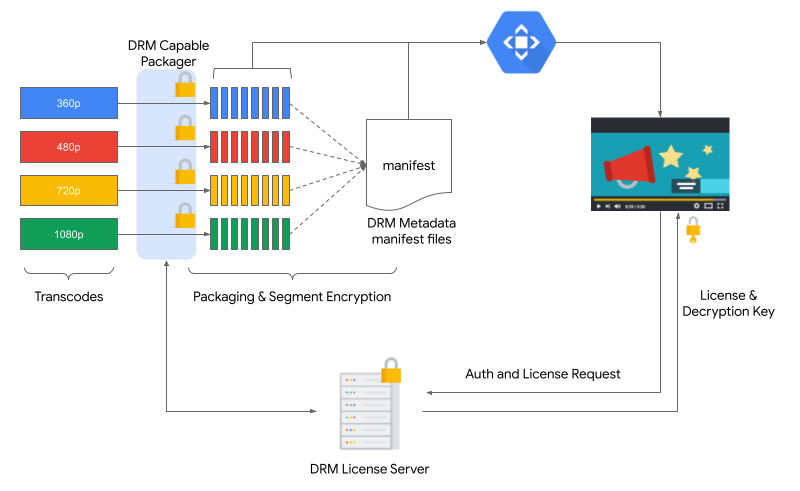 DRM Capable
Packager
360p
480p
720p
1080p
manifest
DRM Metadata
manifest files
Transcodes
Packaging & Segment Encryption
License &
Decryption Key
Auth and License Request
DRM License Server